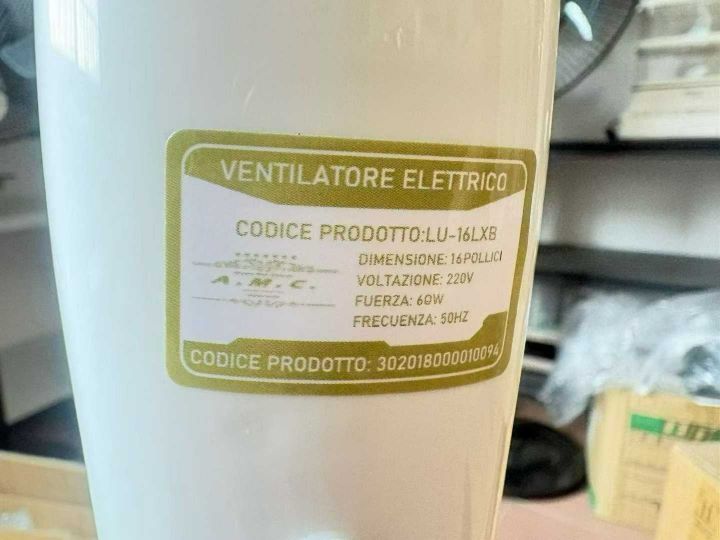 VENTILATORE ELETTRICO
CODICE PRODOTTO:LU-16LXB
DIMENSIONE: 16POLLICI
A.M.C.
VOLTAZIONE: 220V
FUERZA: 60W
FRECUENZA: 50HZ
CODICE PRODOTTO: 302018000010094